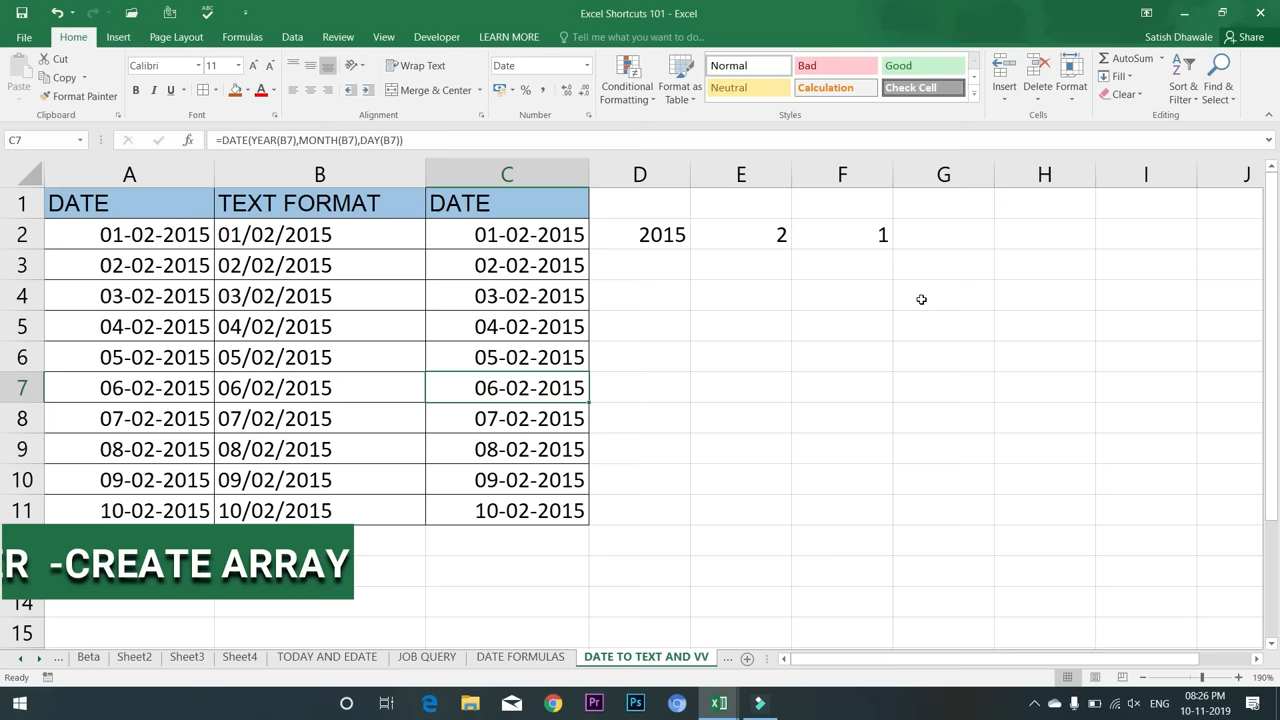 Excel Shortcuts 101 - Excel
Satish Dhawale
Share
File Home Insert Page Layout Formulas Data Review View Developer LEARN MORE Tell me what you want to do...
Paste
Cut
Copy
Format Painter
Clipboard
Calibri 11
B I U
Font
Wrap Text
Merge & Center
Alignment
Date
Number
Conditional Formatting
Format as Table
Normal Bad Good
Neutral Calculation Check Cell
Styles
Insert Delete Format
Cells
AutoSum
Fill
Clear
Sort & Filter
Find & Select
Editing
C7 fx =DATE(YEAR(B7),MONTH(B7),DAY(B7))
A B C D E F G H I J
1 DATE TEXT FORMAT DATE
2 01-02-2015 01/02/2015 01-02-2015 2015 2 1
3 02-02-2015 02/02/2015 02-02-2015
4 03-02-2015 03/02/2015 03-02-2015
5 04-02-2015 04/02/2015 04-02-2015
6 05-02-2015 05/02/2015 05-02-2015
7 06-02-2015 06/02/2015 06-02-2015
8 07-02-2015 07/02/2015 07-02-2015
9 08-02-2015 08/02/2015 08-02-2015
10 09-02-2015 09/02/2015 09-02-2015
11 10-02-2015 10/02/2015 10-02-2015
ER -CREATE ARRAY
14
15
... Beta Sheet2 Sheet3 Sheet4 TODAY AND EDATE JOB QUERY DATE FORMULAS DATE TO TEXT AND VV ...
Ready
190%
ENG
08:26 PM
10-11-2019